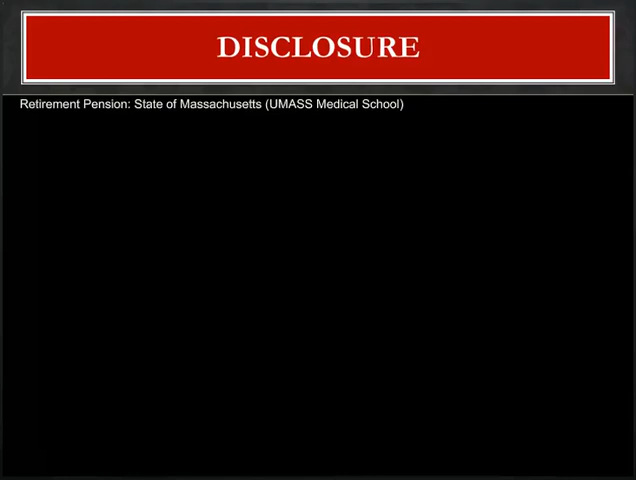 DISCLOSURE
Retirement Pension: State of Massachusetts (UMASS Medical School)